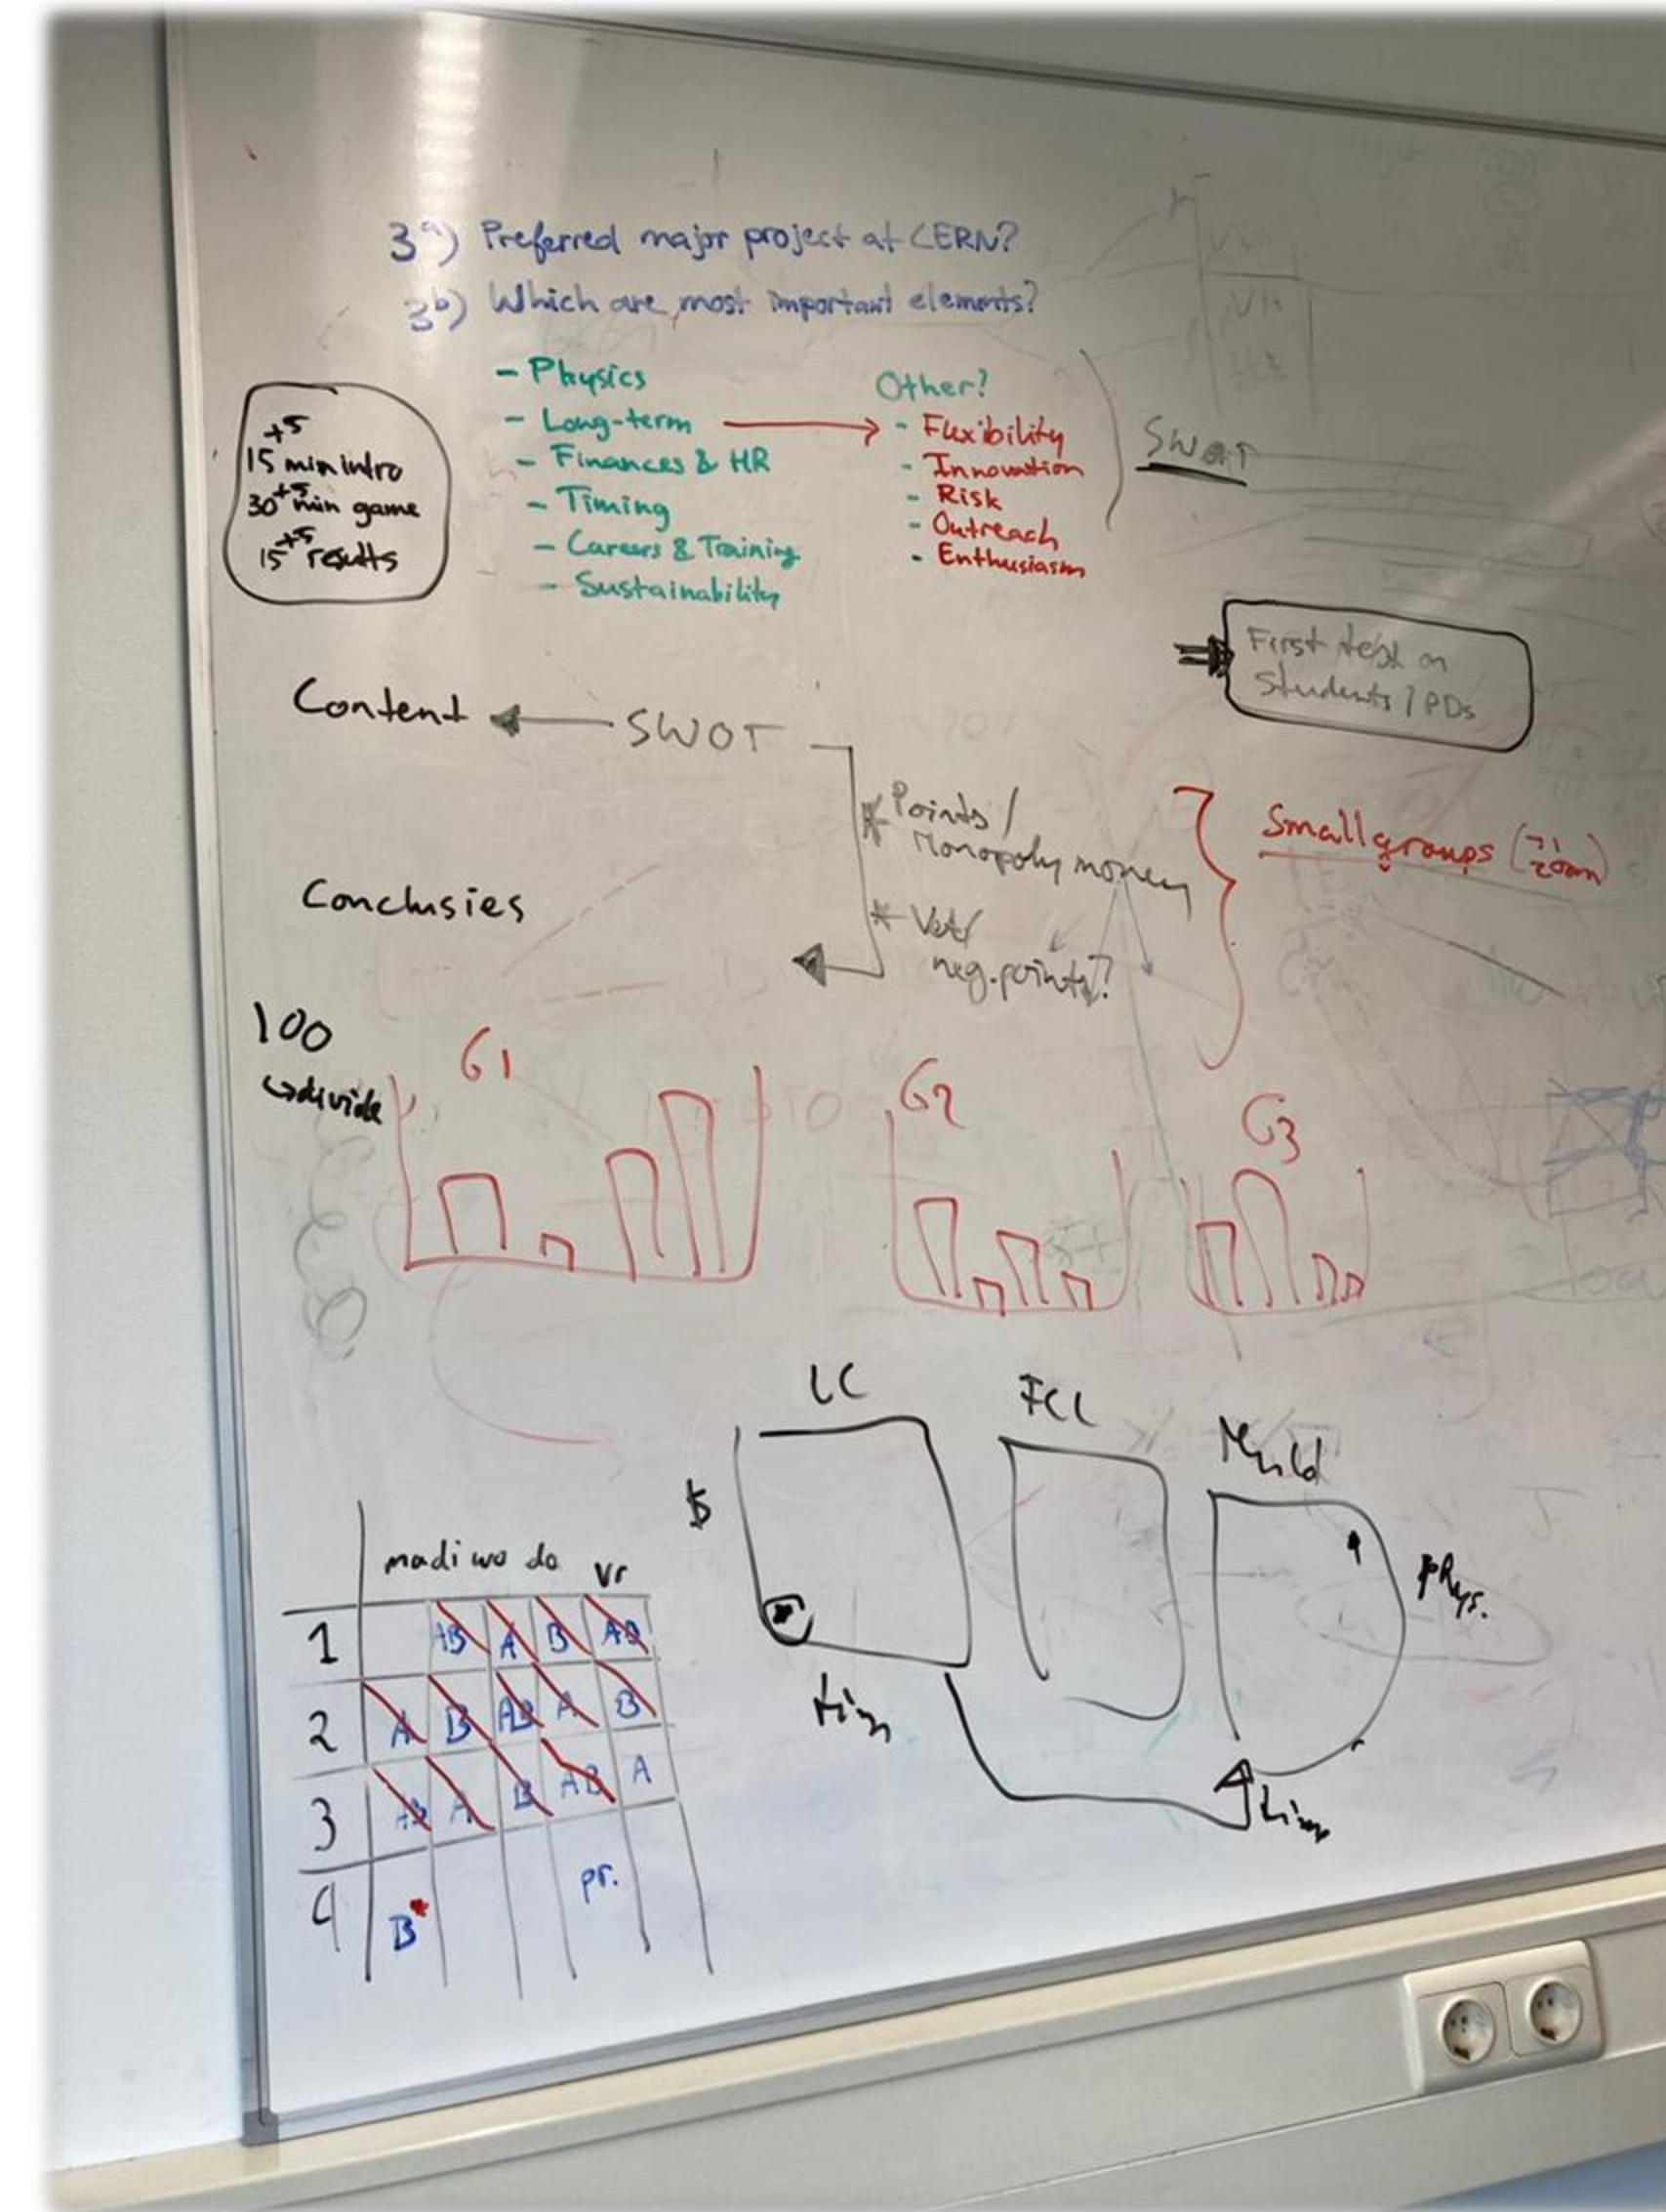 3a) Preferred major project at CERN?
3b) Which are most important elements?
- Physics
- Long-term
- Finances & HR
- Timing
- Careers & Training
- Sustainability
Other?
- Flexibility
- Innovation
- Risk
- Outreach
- Enthusiasm
SWOT
+5
15 min intro
30+5 min game
15+5 results
First test on
Students / PDs
Content
SWOT
* Points /
Monopoly money
* Veto/
neg. points?
Small groups
Conclusies
100
↳ divide
G1
G2
G3
LC
FCC
$
phys.
ma di wo do vr
1 AB A B AB
2 A B AB A B
3 AB A B AB A
4 B* pr.